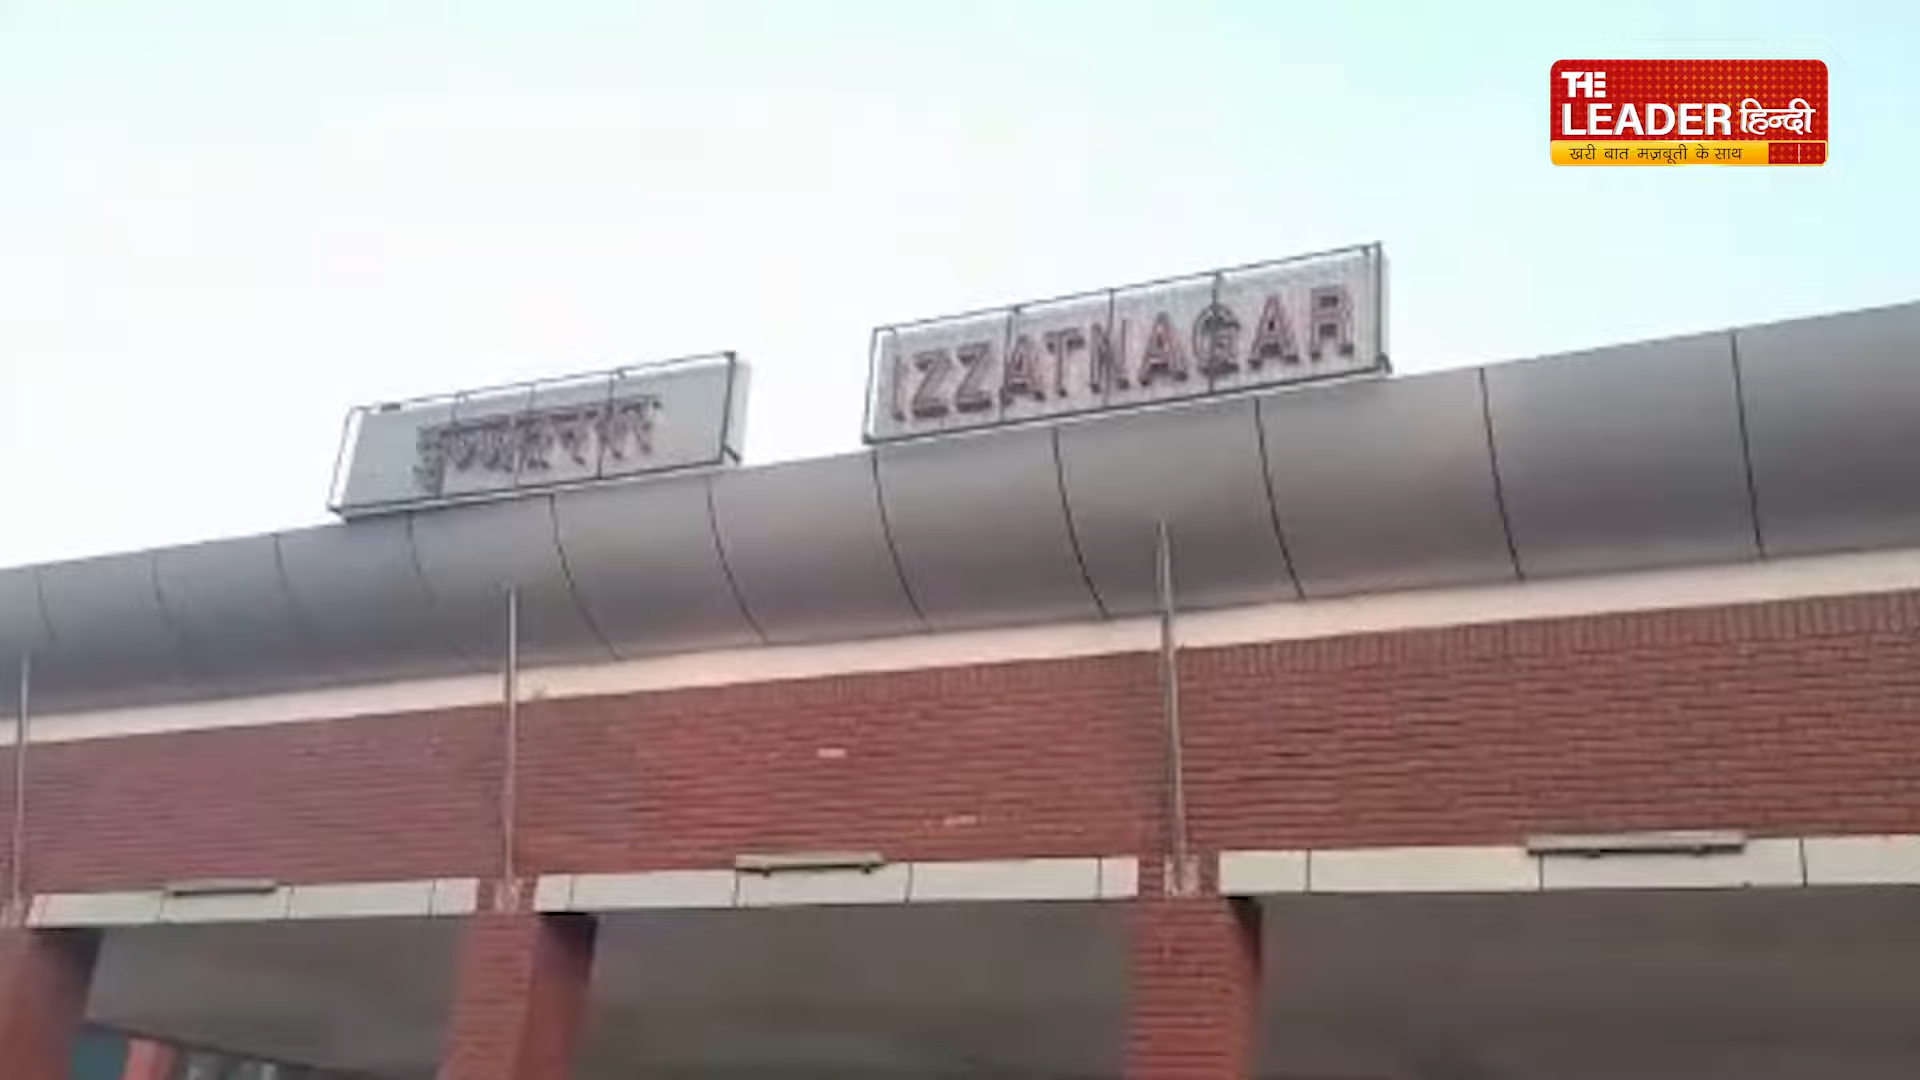 THE
LEADER हिन्दी
खरी बात मज़बूती के साथ
IZZATNAGAR